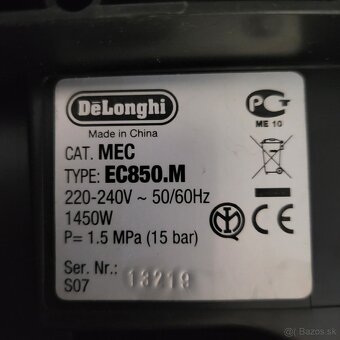 DeLonghi
Made in China
CAT. MEC
TYPE: EC850.M
220-240V ~ 50/60Hz
1450W
P= 1.5 MPa (15 bar)
Ser. Nr.: 13219
S07
ME 10
Bazos.sk